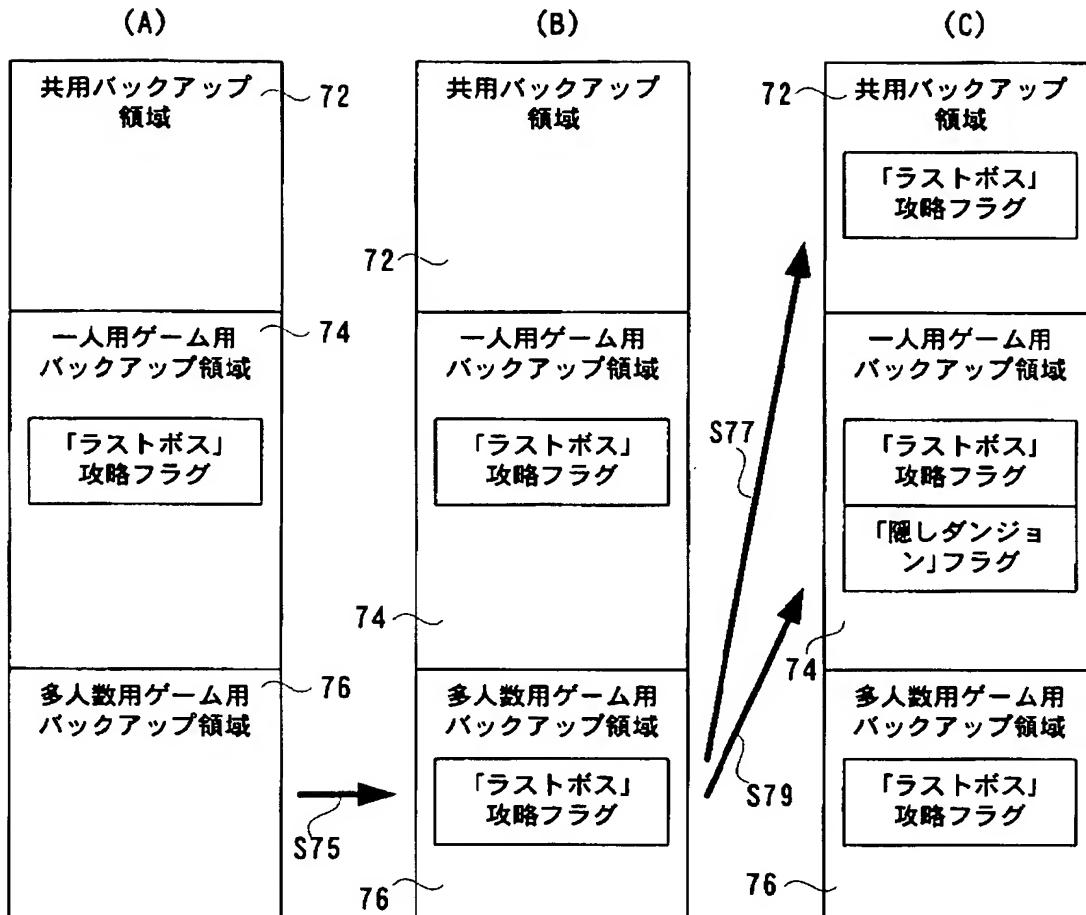 (A)
共用バックアップ
領域
72
一人用ゲーム用
バックアップ領域
74
「ラストボス」
攻略フラグ
多人数用ゲーム用
バックアップ領域
76
S75
(B)
共用バックアップ
領域
72
一人用ゲーム用
バックアップ領域
「ラストボス」
攻略フラグ
74
多人数用ゲーム用
バックアップ領域
「ラストボス」
攻略フラグ
76
S77
S79
(C)
72
共用バックアップ
領域
「ラストボス」
攻略フラグ
一人用ゲーム用
バックアップ領域
「ラストボス」
攻略フラグ
「隠しダンジョ
ン」フラグ
74
多人数用ゲーム用
バックアップ領域
「ラストボス」
攻略フラグ
76